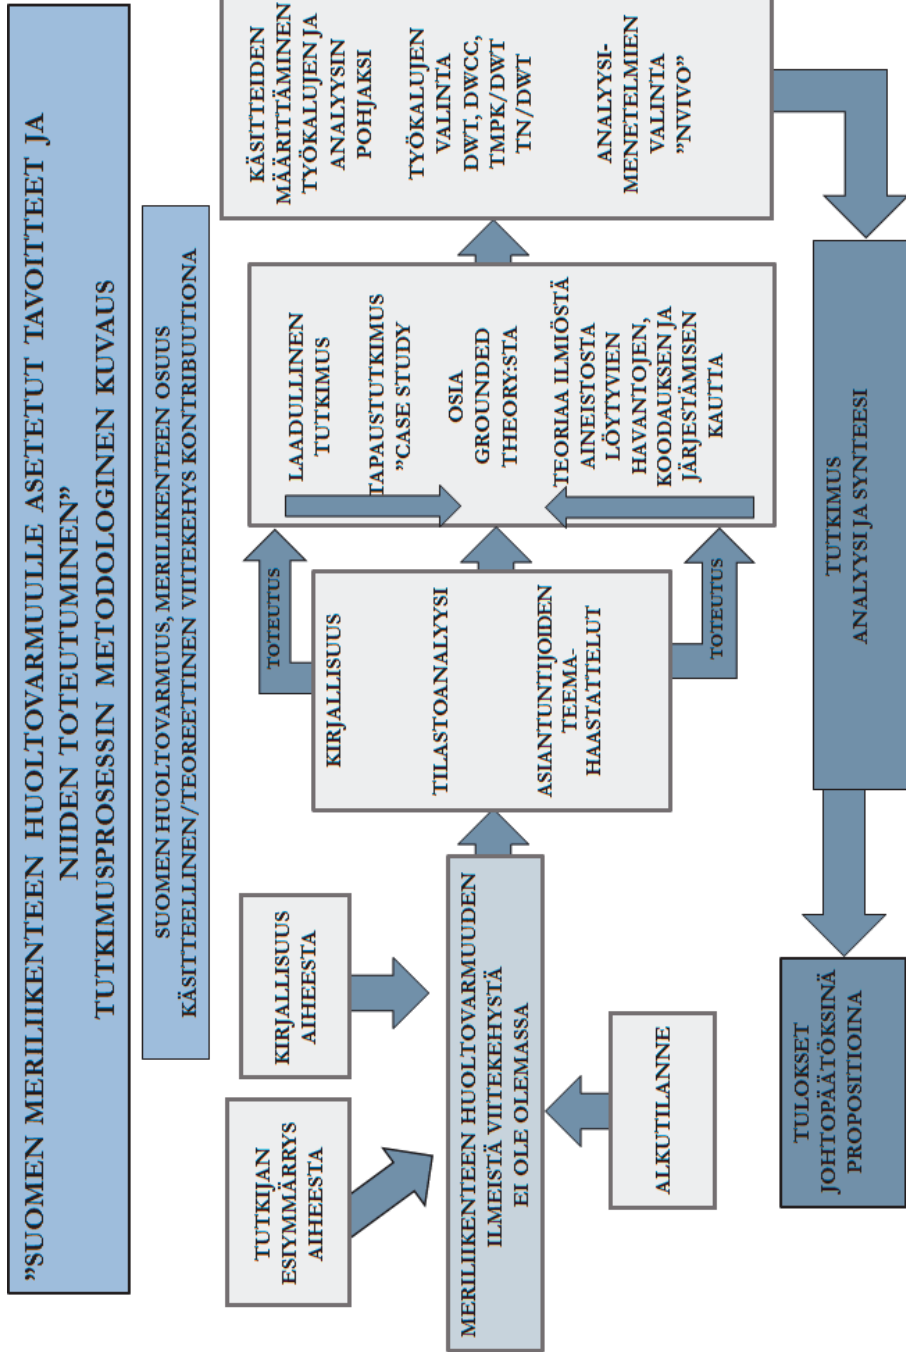 ”SUOMEN MERILIIKENTEEN HUOLTOVARMUULLE ASETETUT TAVOITTEET JA
NIIDEN TOTEUTUMINEN”
TUTKIMUSPROSESSIN METODOLOGINEN KUVAUS
SUOMEN HUOLTOVARMUUS, MERILIIKENTEEN OSUUS
KÄSITTEELLINEN/TEOREETTINEN VIITEKEHYS KONTRIBUUTIONA
TUTKIJAN
ESIYMMÄRRYS
AIHEESTA
KIRJALLISUUS
AIHEESTA
MERILIIKENTEEN HUOLTOVARMUUDEN
ILMEISTÄ VIITEKEHYSTÄ
EI OLE OLEMASSA
ALKUTILANNE
KIRJALLISUUS
TILASTOANALYYSI
ASIANTUNTIJOIDEN
TEEMA-
HAASTATTELUT
TOTEUTUS
TOTEUTUS
LAADULLINEN
TUTKIMUS
TAPAUSTUTKIMUS
”CASE STUDY”
OSIA
GROUNDED
THEORY:STA
TEORIAA ILMIÖSTÄ
AINEISTOSTA
LÖYTYVIEN
HAVANTOJEN,
KOODAUKSEN JA
JÄRJESTÄMISEN
KAUTTA
KÄSITTEIDEN
MÄÄRITTÄMINEN
TYÖKALUJEN JA
ANALYYSIN
POHJAKSI
TYÖKALUJEN
VALINTA
DWT, DWCC,
TMPK/DWT
TN/DWT
ANALYYSI-
MENETELMIEN
VALINTA
”NVIVO”
TUTKIMUS
ANALYYSI JA SYNTEESI
TULOKSET
JOHTOPÄÄTÖKSINÄ
PROPOSITIOINA